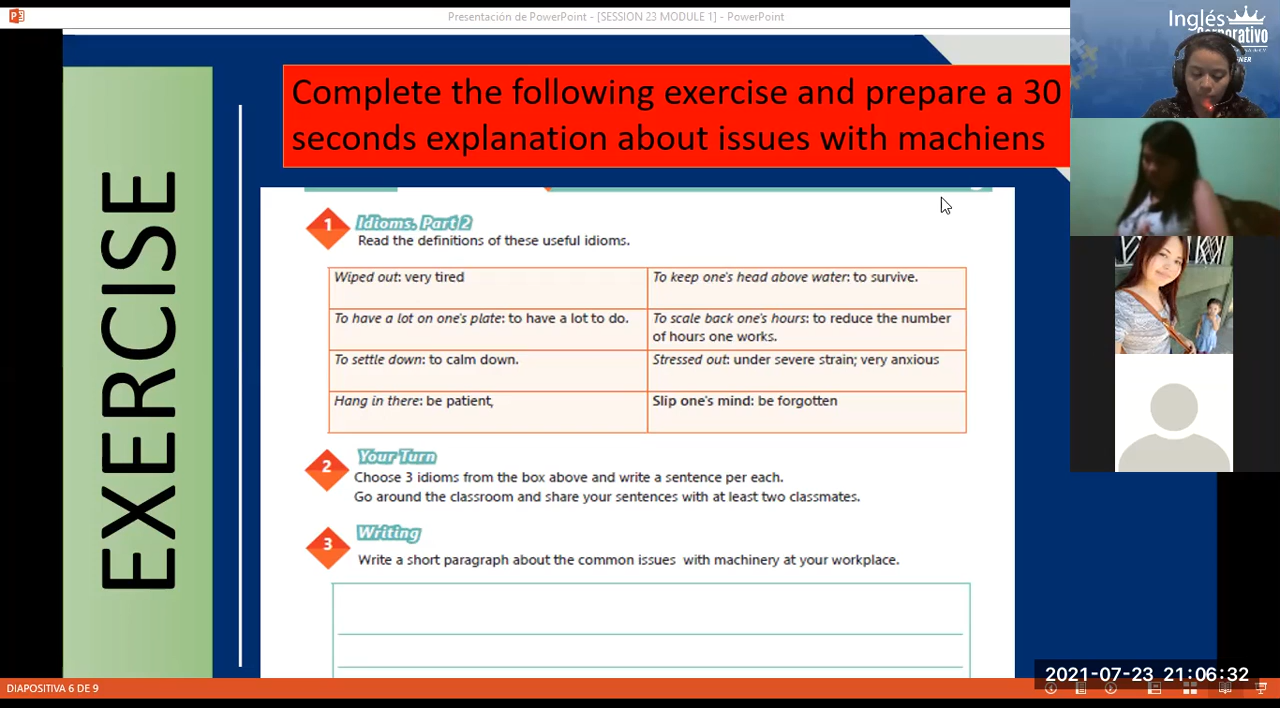 Presentación de PowerPoint - [SESSION 23 MODULE 1] - PowerPoint
Inglés
Corporativo
EXERCISE
Complete the following exercise and prepare a 30
seconds explanation about issues with machiens
1
Idioms. Part 2
Read the definitions of these useful idioms.
Wiped out: very tired
To keep one's head above water: to survive.
To have a lot on one's plate: to have a lot to do.
To scale back one's hours: to reduce the number
of hours one works.
To settle down: to calm down.
Stressed out: under severe strain; very anxious
Hang in there: be patient,
Slip one's mind: be forgotten
2
Your Turn
Choose 3 idioms from the box above and write a sentence per each.
Go around the classroom and share your sentences with at least two classmates.
3
Writing
Write a short paragraph about the common issues with machinery at your workplace.
2021-07-23 21:06:32
DIAPOSITIVA 6 DE 9